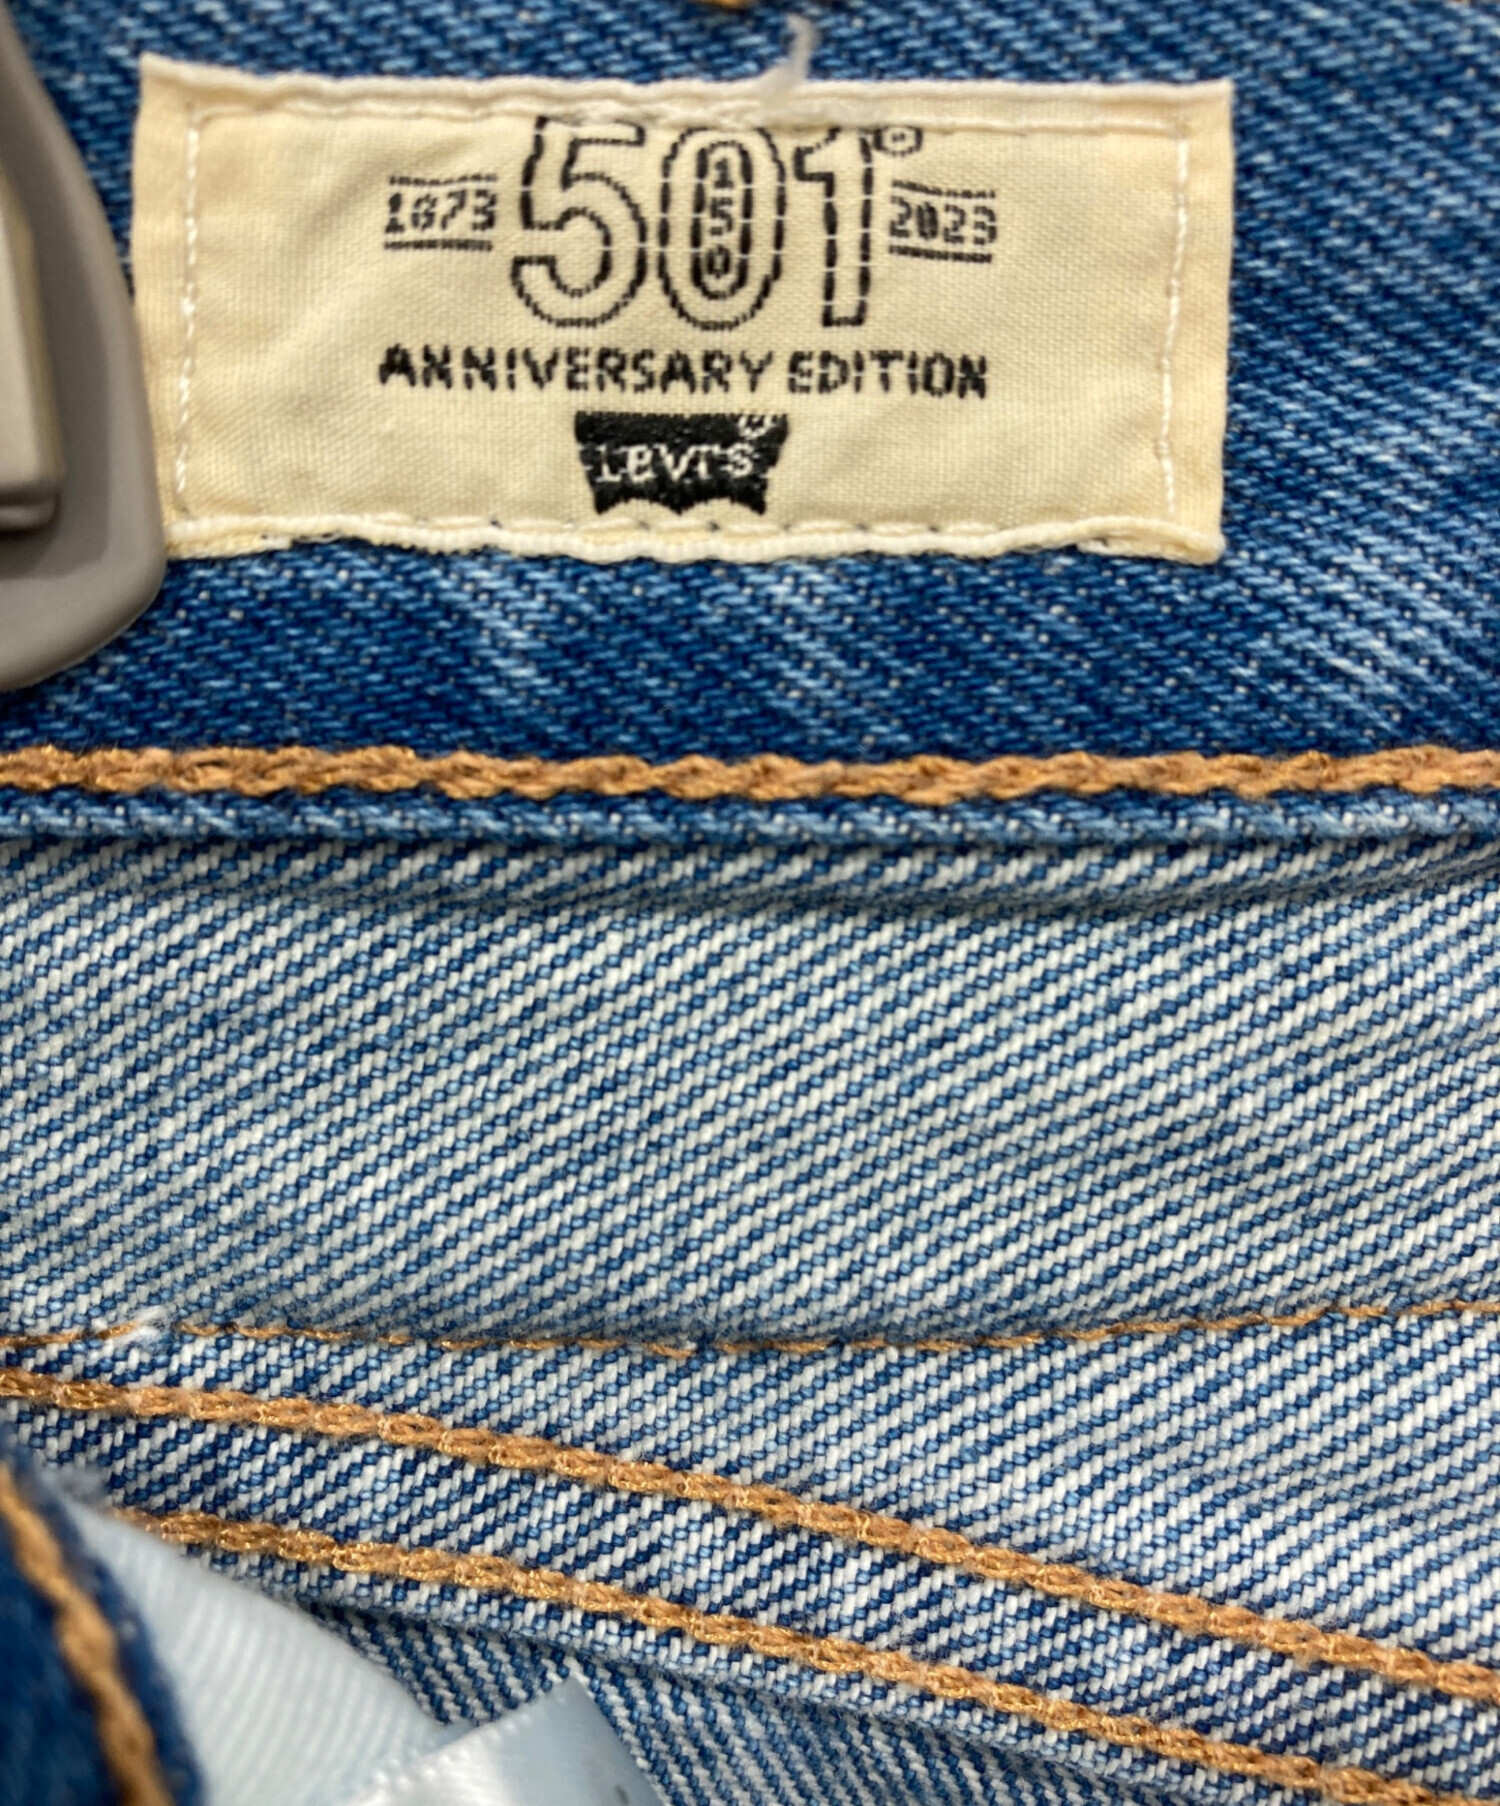 1873 501® 2023
150
ANNIVERSARY EDITION
LEVI'S